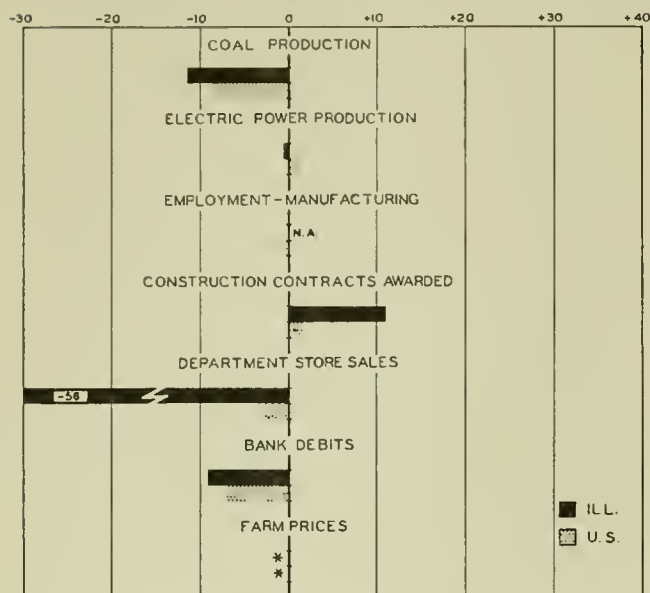 -30 -20 -10 0 +10 +20 +30 +40
COAL PRODUCTION
ELECTRIC POWER PRODUCTION
EMPLOYMENT-MANUFACTURING
N.A
CONSTRUCTION CONTRACTS AWARDED
DEPARTMENT STORE SALES
-56
BANK DEBITS
FARM PRICES
*
*
ILL.
U.S.